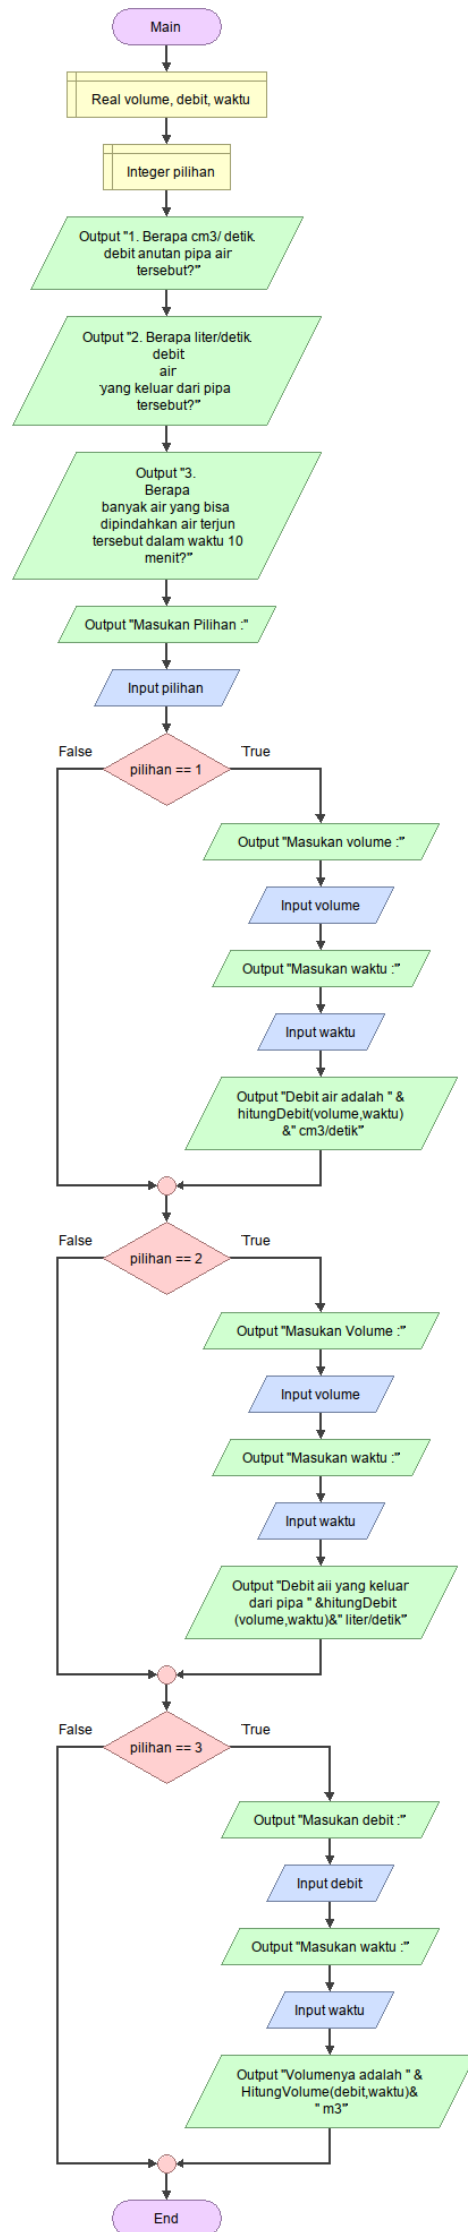 Main
Real volume, debit, waktu
Integer pilihan
Output "1. Berapa cm3/ detik
debit anutan pipa air
tersebut?"
Output "2. Berapa liter/detik
debit
air
yang keluar dari pipa
tersebut?"
Output "3.
Berapa
banyak air yang bisa
dipindahkan air terjun
tersebut dalam waktu 10
menit?"
Output "Masukan Pilihan :"
Input pilihan
False
True
pilihan == 1
Output "Masukan volume :"
Input volume
Output "Masukan waktu :"
Input waktu
Output "Debit air adalah " &
hitungDebit(volume,waktu)
&" cm3/detik"
False
True
pilihan == 2
Output "Masukan Volume :"
Input volume
Output "Masukan waktu :"
Input waktu
Output "Debit aii yang keluar
dari pipa " &hitungDebit
(volume,waktu)&" liter/detik"
False
True
pilihan == 3
Output "Masukan debit :"
Input debit
Output "Masukan waktu :"
Input waktu
Output "Volumenya adalah " &
HitungVolume(debit,waktu)&
" m3"
End